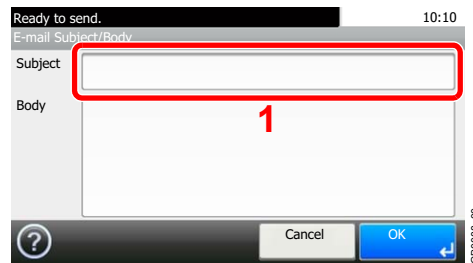 Ready to send. 10:10
E-mail Subject/Body
Subject
Body
1
?
Cancel OK